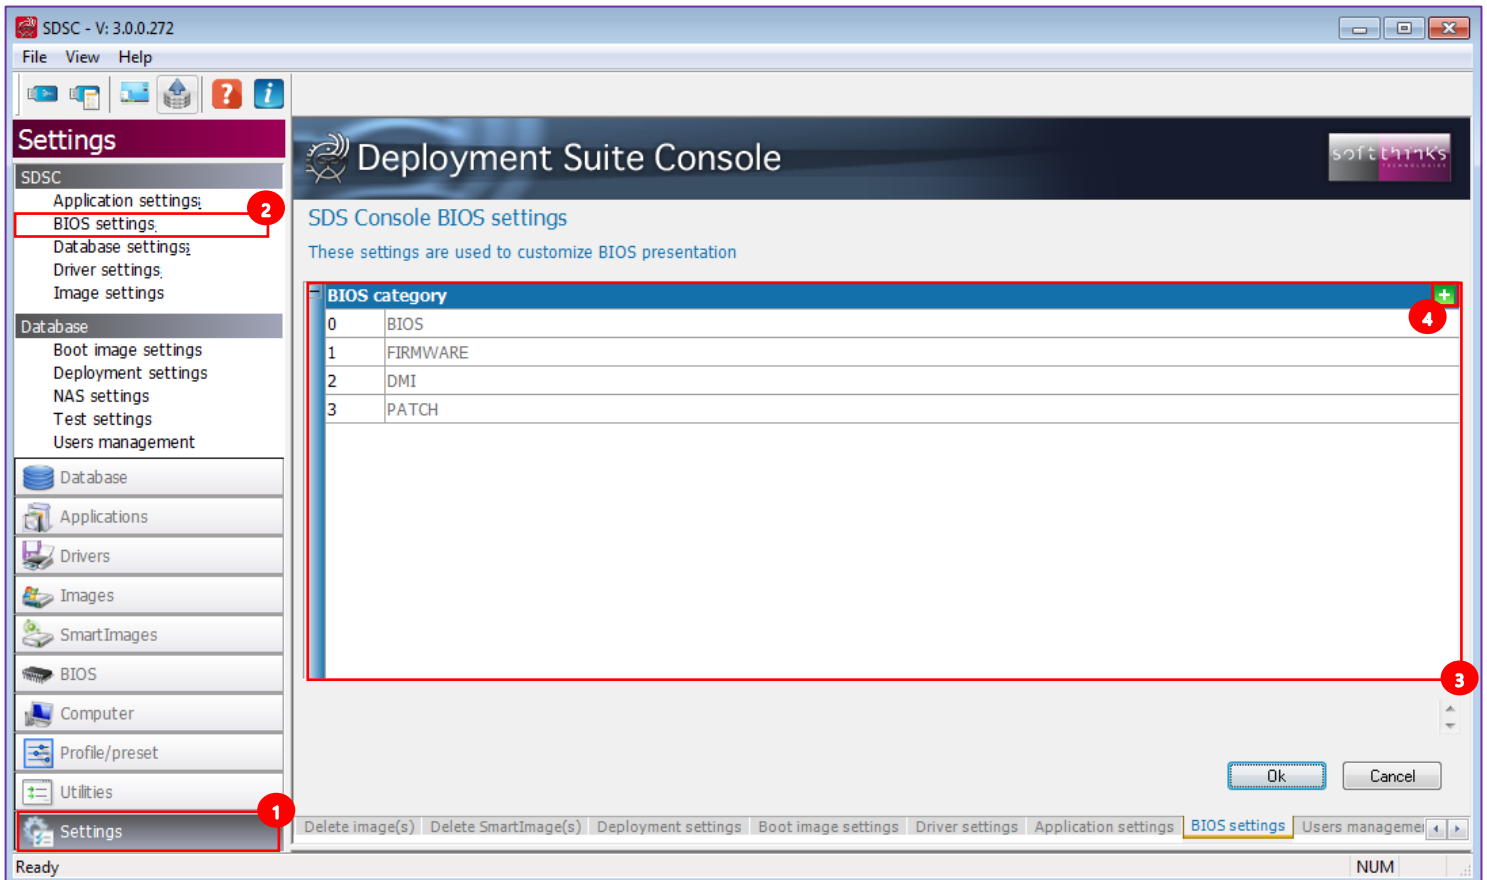 SDSC - V: 3.0.0.272
File View Help
Settings
SDSC
Application settings
2
BIOS settings
Database settings
Driver settings
Image settings
Database
Boot image settings
Deployment settings
NAS settings
Test settings
Users management
Database
Applications
Drivers
Images
SmartImages
BIOS
Computer
Profile/preset
Utilities
1
Settings
Deployment Suite Console
softthinks
TECHNOLOGIES
SDS Console BIOS settings
These settings are used to customize BIOS presentation
BIOS category
4
0 BIOS
1 FIRMWARE
2 DMI
3 PATCH
3
Ok Cancel
Delete image(s) Delete SmartImage(s) Deployment settings Boot image settings Driver settings Application settings BIOS settings Users managemen
Ready NUM